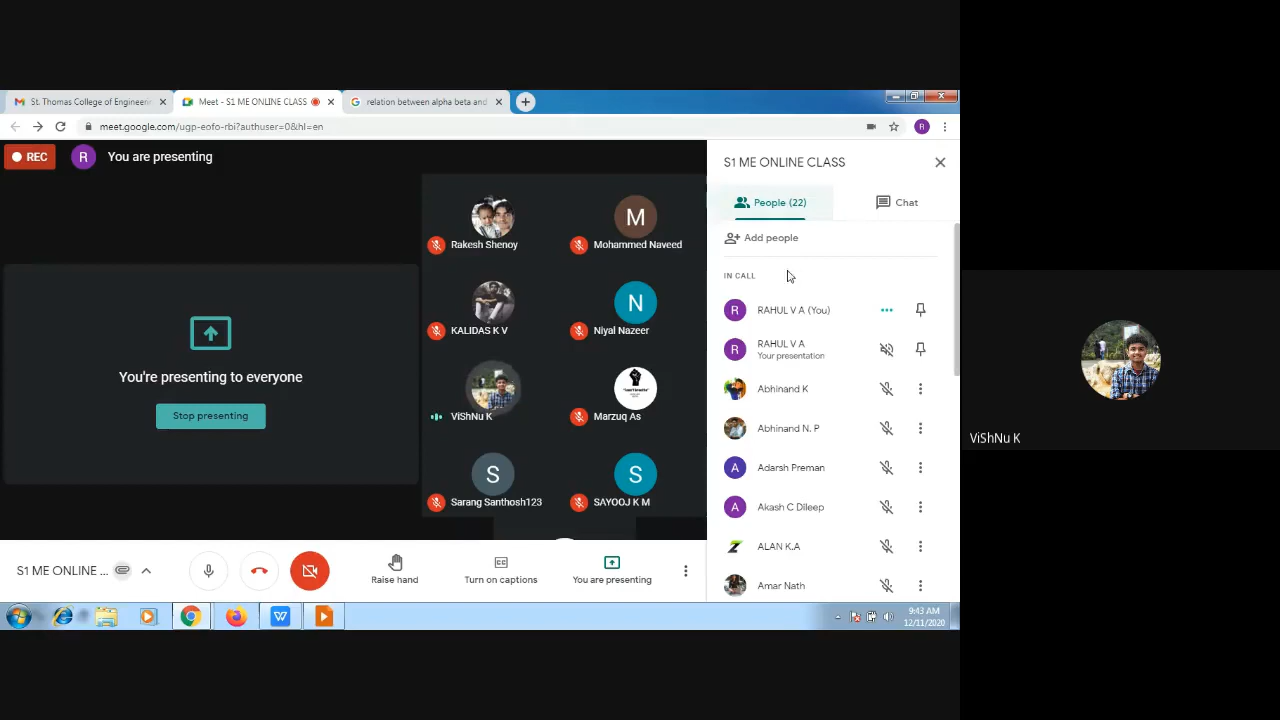 St. Thomas College of Engineer
Meet - S1 ME ONLINE CLASS
relation between alpha beta and
meet.google.com/ugp-eofo-rbi?authuser=0&hl=en
R
REC
R
You are presenting
S1 ME ONLINE CLASS
People (22)
Chat
Add people
IN CALL
R
RAHUL V A (You)
R
RAHUL V A
Your presentation
Abhinand K
Abhinand N. P
A
Adarsh Preman
A
Akash C Dileep
ALAN K.A
Amar Nath
Rakesh Shenoy
M
Mohammed Naveed
KALIDAS K V
N
Niyal Nazeer
ViShNu K
Marzuq As
S
Sarang Santhosh123
S
SAYOOJ K M
You're presenting to everyone
Stop presenting
S1 ME ONLINE ...
Raise hand
Turn on captions
You are presenting
9:43 AM
12/11/2020
ViShNu K